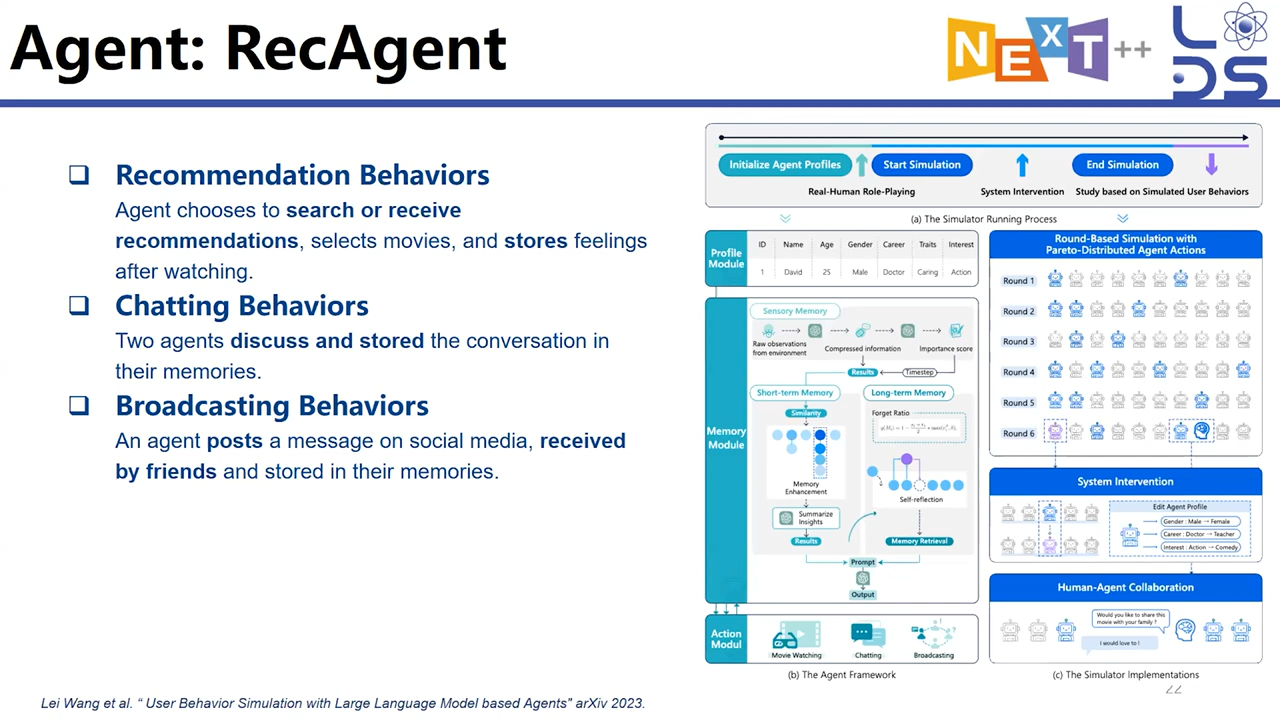 Agent: RecAgent
NExT++
LDS
❑ Recommendation Behaviors
Agent chooses to search or receive
recommendations, selects movies, and stores feelings
after watching.
❑ Chatting Behaviors
Two agents discuss and stored the conversation in
their memories.
❑ Broadcasting Behaviors
An agent posts a message on social media, received
by friends and stored in their memories.
Lei Wang et al. “ User Behavior Simulation with Large Language Model based Agents" arXiv 2023.
Initialize Agent Profiles
Start Simulation
End Simulation
Real-Human Role-Playing
System Intervention
Study based on Simulated User Behaviors
(a) The Simulator Running Process
Profile
Module
ID Name Age Gender Career Traits Interest
1 David 25 Male Doctor Caring Action
Memory
Module
Sensory Memory
Raw observations
from environment
Compressed information
Importance score
Results
Timestep
Short-term Memory
Long-term Memory
Similarity
Forget Ratio
Memory
Enhancement
Self-reflection
Summarize
Insights
Results
Memory Retrieval
Prompt
Output
Action
Modul
Movie Watching
Chatting
Broadcasting
(b) The Agent Framework
Round-Based Simulation with
Pareto-Distributed Agent Actions
Round 1
Round 2
Round 3
Round 4
Round 5
Round 6
System Intervention
Edit Agent Profile
Gender : Male → Female
Career : Doctor → Teacher
Interest : Action → Comedy
Human-Agent Collaboration
Would you like to share this
movie with your family ?
I would love to !
(c) The Simulator Implementations
22